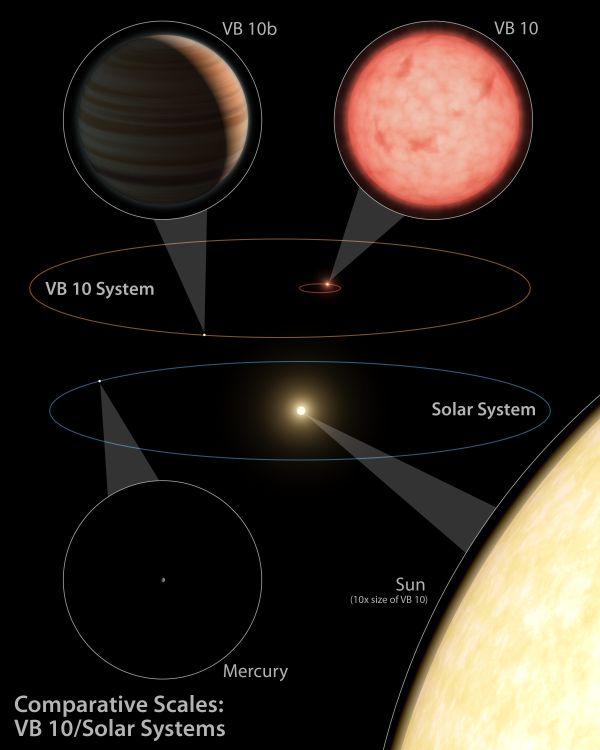 VB 10b
VB 10
VB 10 System
Solar System
Sun
(10x size of VB 10)
Mercury
Comparative Scales:
VB 10/Solar Systems